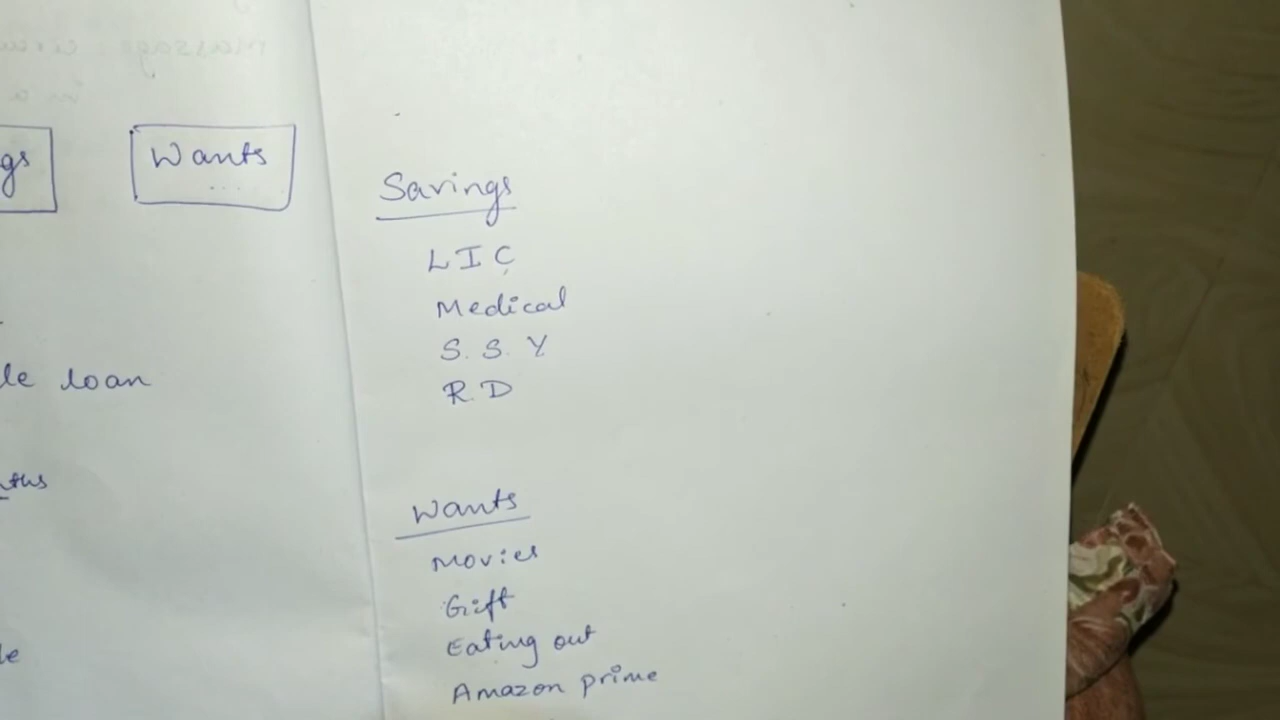 gs
Wants
le loan
ths
le
Savings
LIC
Medical
S. S. Y
R. D
Wants
Movies
Gift
Eating out
Amazon prime